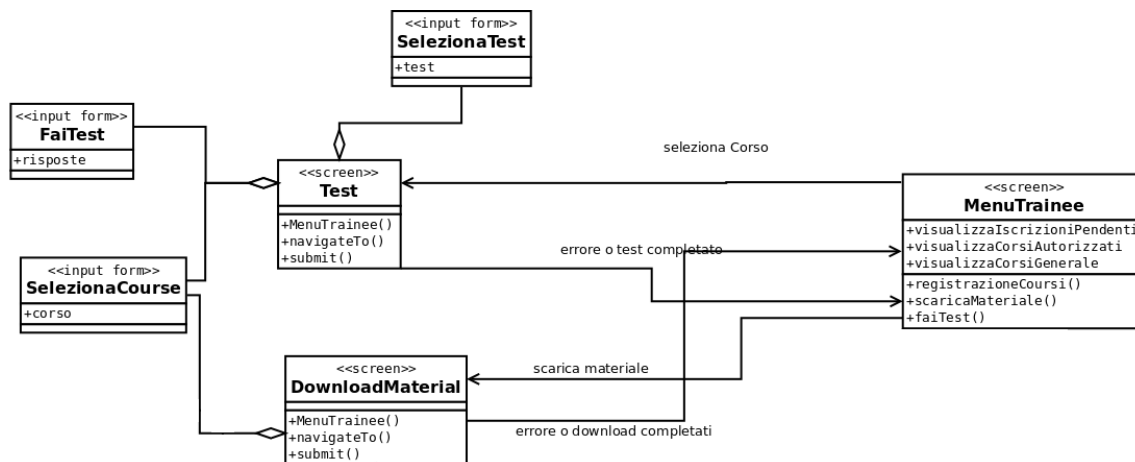 <<input form>>
SelezionaTest
+test
<<input form>>
FaiTest
+risposte
seleziona Corso
<<screen>>
Test
+MenuTrainee()
+navigateTo()
+submit()
<<screen>>
MenuTrainee
+visualizzaIscrizioniPendenti
+visualizzaCorsiAutorizzati
+visualizzaCorsiGenerale
+registrazioneCoursi()
+scaricaMateriale()
+faiTest()
errore o test completato
<<input form>>
SelezionaCourse
+corso
scarica materiale
<<screen>>
DownloadMaterial
+MenuTrainee()
+navigateTo()
+submit()
errore o download completati